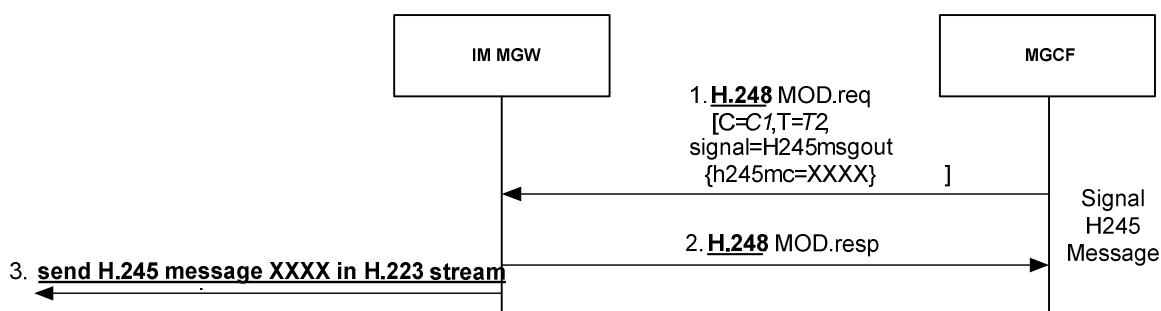 IM MGW
MGCF
1. H.248 MOD.req
[C=C1,T=T2,
signal=H245msgout
{h245mc=XXXX} ]
Signal
H245
Message
2. H.248 MOD.resp
3. send H.245 message XXXX in H.223 stream